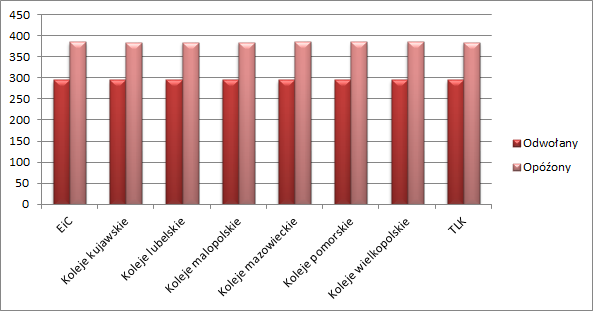 450
400
350
300
250
200
150
100
50
0
EiC
Koleje kujawskie
Koleje lubelskie
Koleje malopolskie
Koleje mazowieckie
Koleje pomorskie
Koleje wielkopolskie
TLK
Odwołany
Opóźony